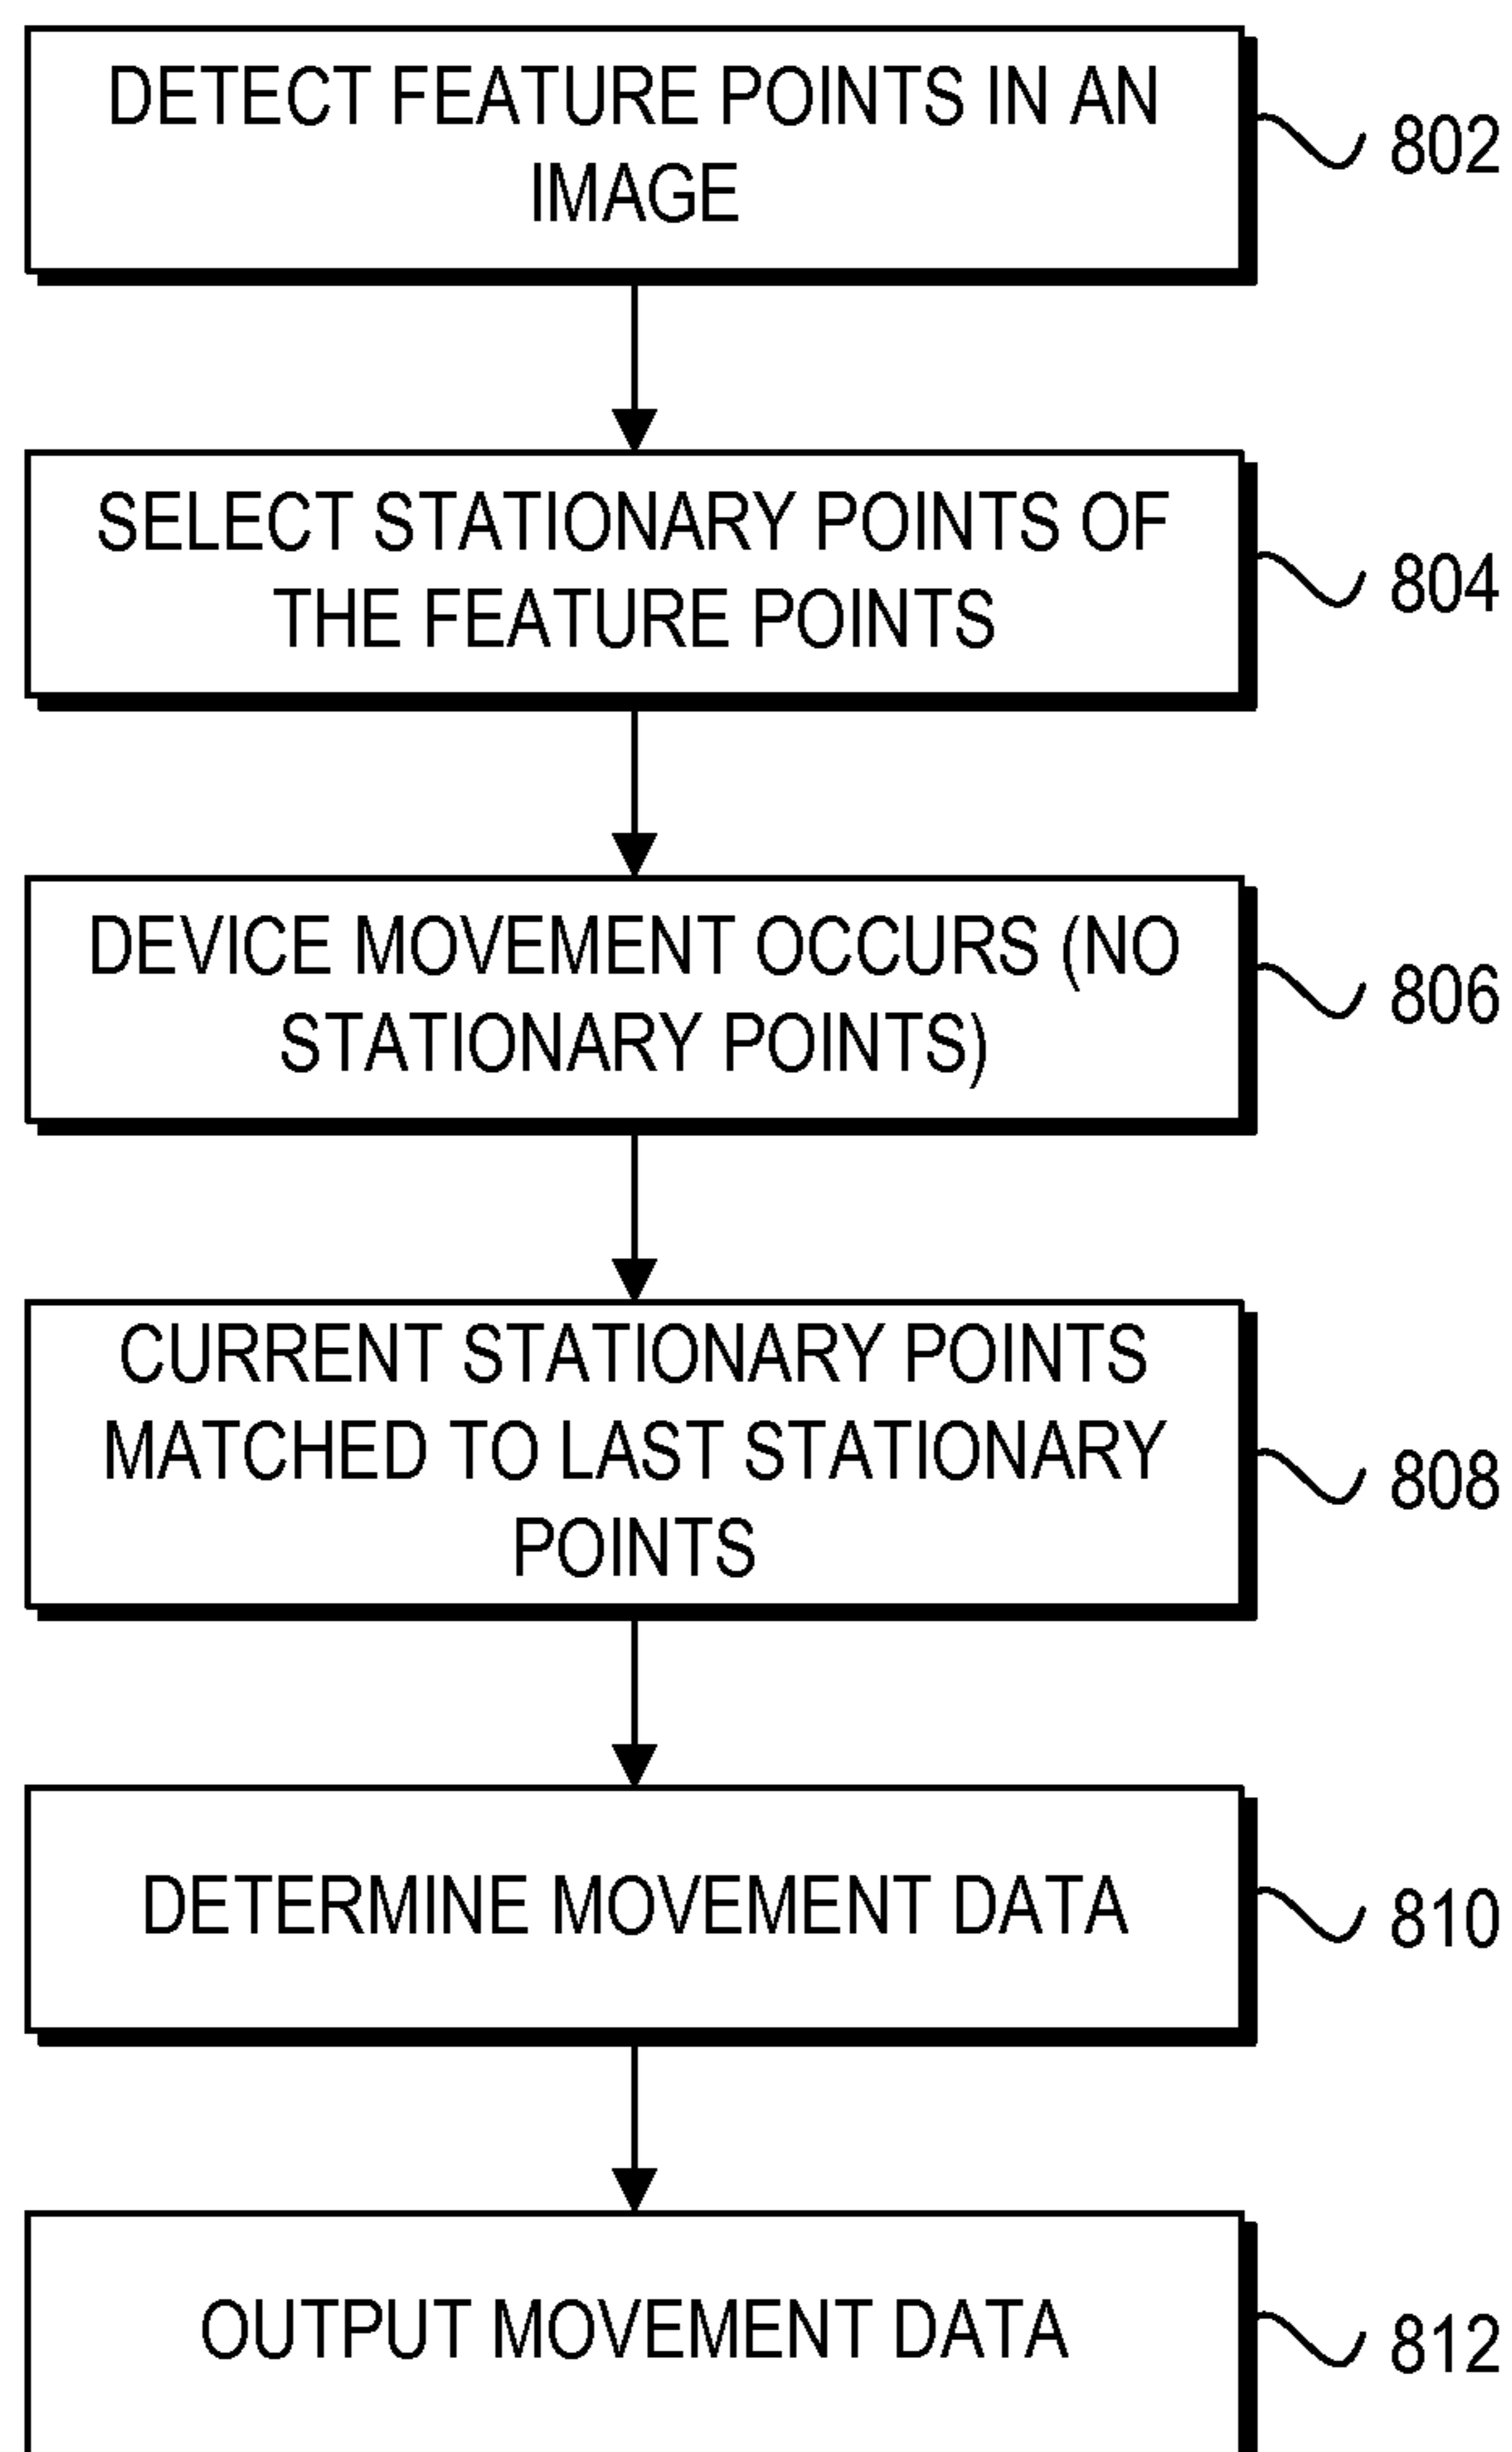 DETECT FEATURE POINTS IN AN
IMAGE
802
SELECT STATIONARY POINTS OF
THE FEATURE POINTS
804
DEVICE MOVEMENT OCCURS (NO
STATIONARY POINTS)
806
CURRENT STATIONARY POINTS
MATCHED TO LAST STATIONARY
POINTS
808
DETERMINE MOVEMENT DATA
810
OUTPUT MOVEMENT DATA
812